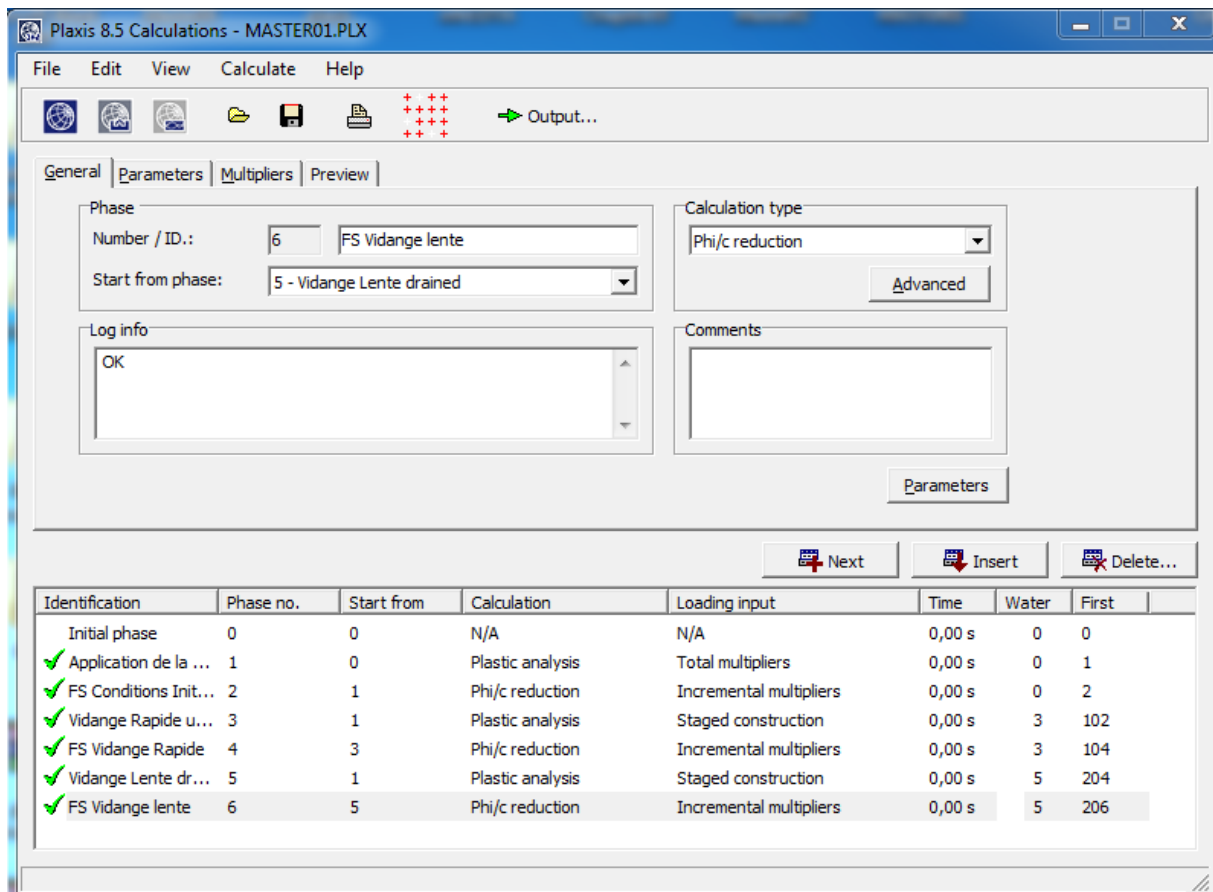 Plaxis 8.5 Calculations - MASTER01.PLX
File Edit View Calculate Help
Output...
General Parameters Multipliers Preview
Phase
Number / ID.: 6 FS Vidange lente
Start from phase: 5 - Vidange Lente drained
Calculation type
Phi/c reduction
Advanced
Log info
OK
Comments
Parameters
Next Insert Delete...
Identification Phase no. Start from Calculation Loading input Time Water First
Initial phase 0 0 N/A N/A 0,00 s 0 0
Application de la ... 1 0 Plastic analysis Total multipliers 0,00 s 0 1
FS Conditions Init... 2 1 Phi/c reduction Incremental multipliers 0,00 s 0 2
Vidange Rapide u... 3 1 Plastic analysis Staged construction 0,00 s 3 102
FS Vidange Rapide 4 3 Phi/c reduction Incremental multipliers 0,00 s 3 104
Vidange Lente dr... 5 1 Plastic analysis Staged construction 0,00 s 5 204
FS Vidange lente 6 5 Phi/c reduction Incremental multipliers 0,00 s 5 206